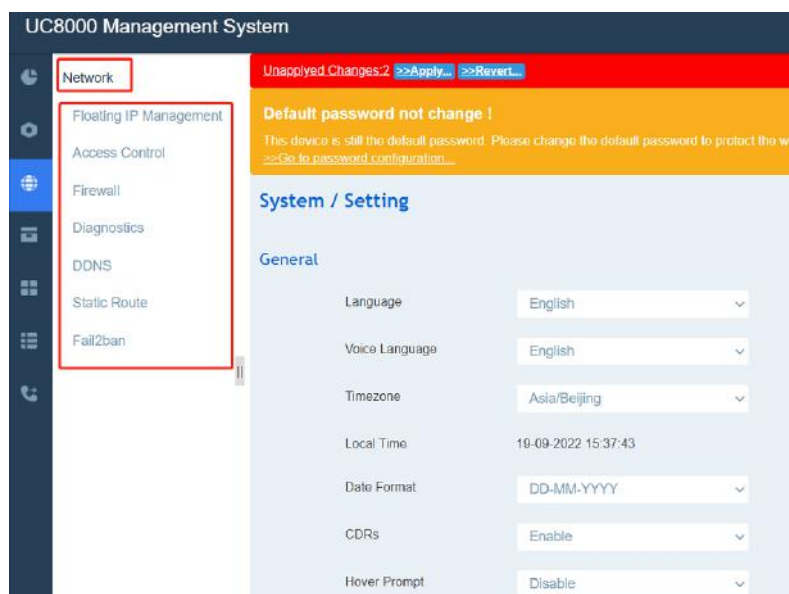 UC8000 Management System
Network
Floating IP Management
Access Control
Firewall
Diagnostics
DDNS
Static Route
Fail2ban
Unapplyed Changes:2 >>Apply... >>Revert...
Default password not change !
This device is still the default password. Please change the default password to protect the w
>>Go to password configuration...
System / Setting
General
Language English
Voice Language English
Timezone Asia/Beijing
Local Time 19-09-2022 15:37:43
Date Format DD-MM-YYYY
CDRs Enable
Hover Prompt Disable